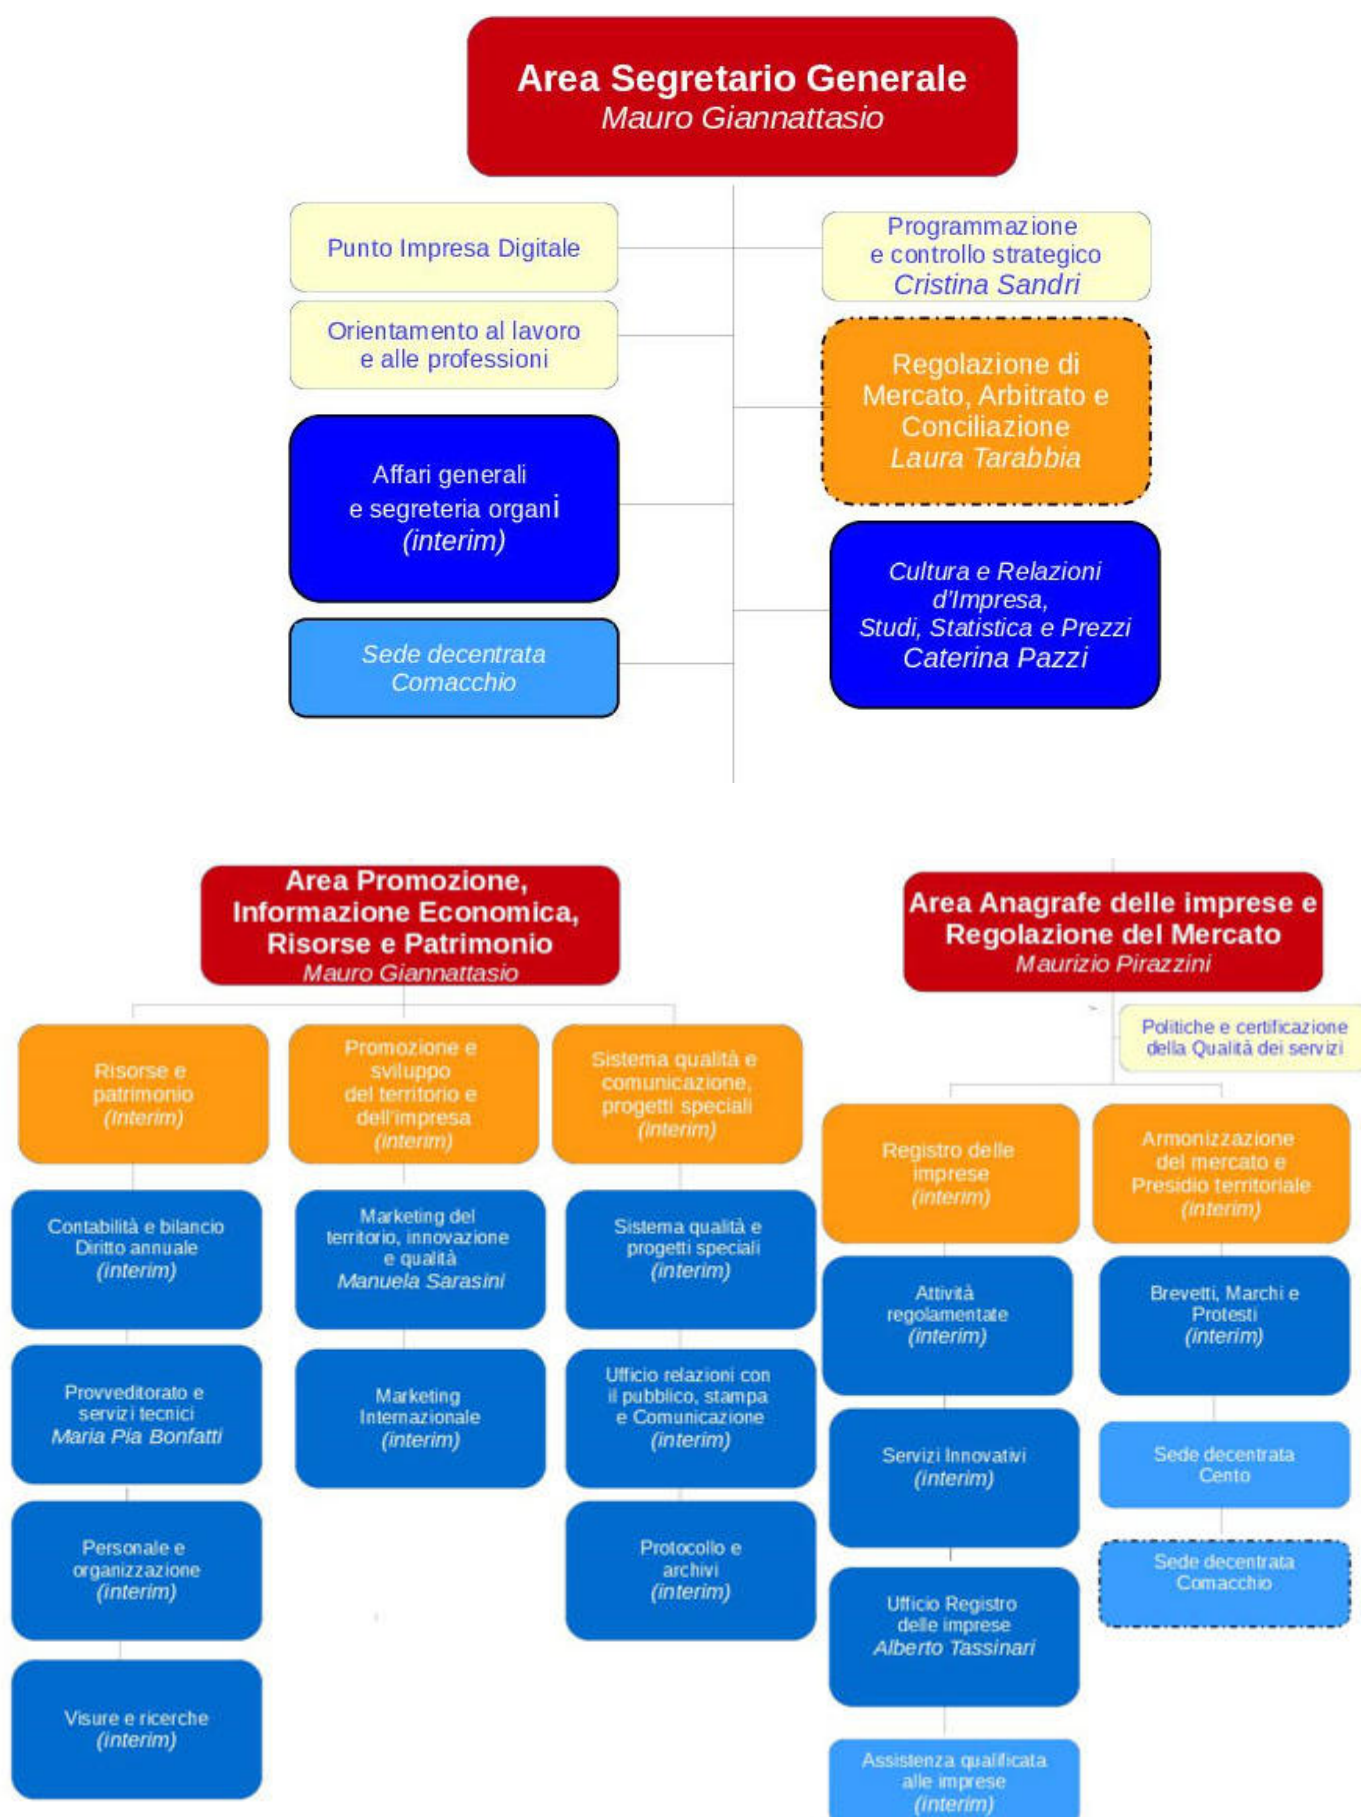 Area Segretario Generale
Mauro Giannattasio
Punto Impresa Digitale
Programmazione
e controllo strategico
Cristina Sandri
Orientamento al lavoro
e alle professioni
Regolazione di
Mercato, Arbitrato e
Conciliazione
Laura Tarabbia
Affari generali
e segreteria organi
(interim)
Cultura e Relazioni
d'Impresa,
Studi, Statistica e Prezzi
Caterina Pazzi
Sede decentrata
Comacchio
Area Promozione,
Informazione Economica,
Risorse e Patrimonio
Mauro Giannattasio
Risorse e
patrimonio
(Interim)
Promozione e
sviluppo
del territorio e
dell'impresa
(interim)
Sistema qualità e
comunicazione,
progetti speciali
(interim)
Contabilità e bilancio
Diritto annuale
(interim)
Marketing del
territorio, innovazione
e qualità
Manuela Sarasini
Sistema qualità e
progetti speciali
(interim)
Provveditorato e
servizi tecnici
Maria Pia Bonfatti
Marketing
Internazionale
(interim)
Ufficio relazioni con
il pubblico, stampa
e Comunicazione
(interim)
Personale e
organizzazione
(interim)
Protocollo e
archivi
(interim)
Visure e ricerche
(interim)
Area Anagrafe delle imprese e
Regolazione del Mercato
Maurizio Pirazzini
Politiche e certificazione
della Qualità dei servizi
Registro delle
imprese
(interim)
Armonizzazione
del mercato e
Presidio territoriale
(interim)
Attività
regolamentate
(interim)
Brevetti, Marchi e
Protesti
(interim)
Servizi Innovativi
(interim)
Sede decentrata
Cento
Ufficio Registro
delle imprese
Alberto Tassinari
Sede decentrata
Comacchio
Assistenza qualificata
alle imprese
(interim)